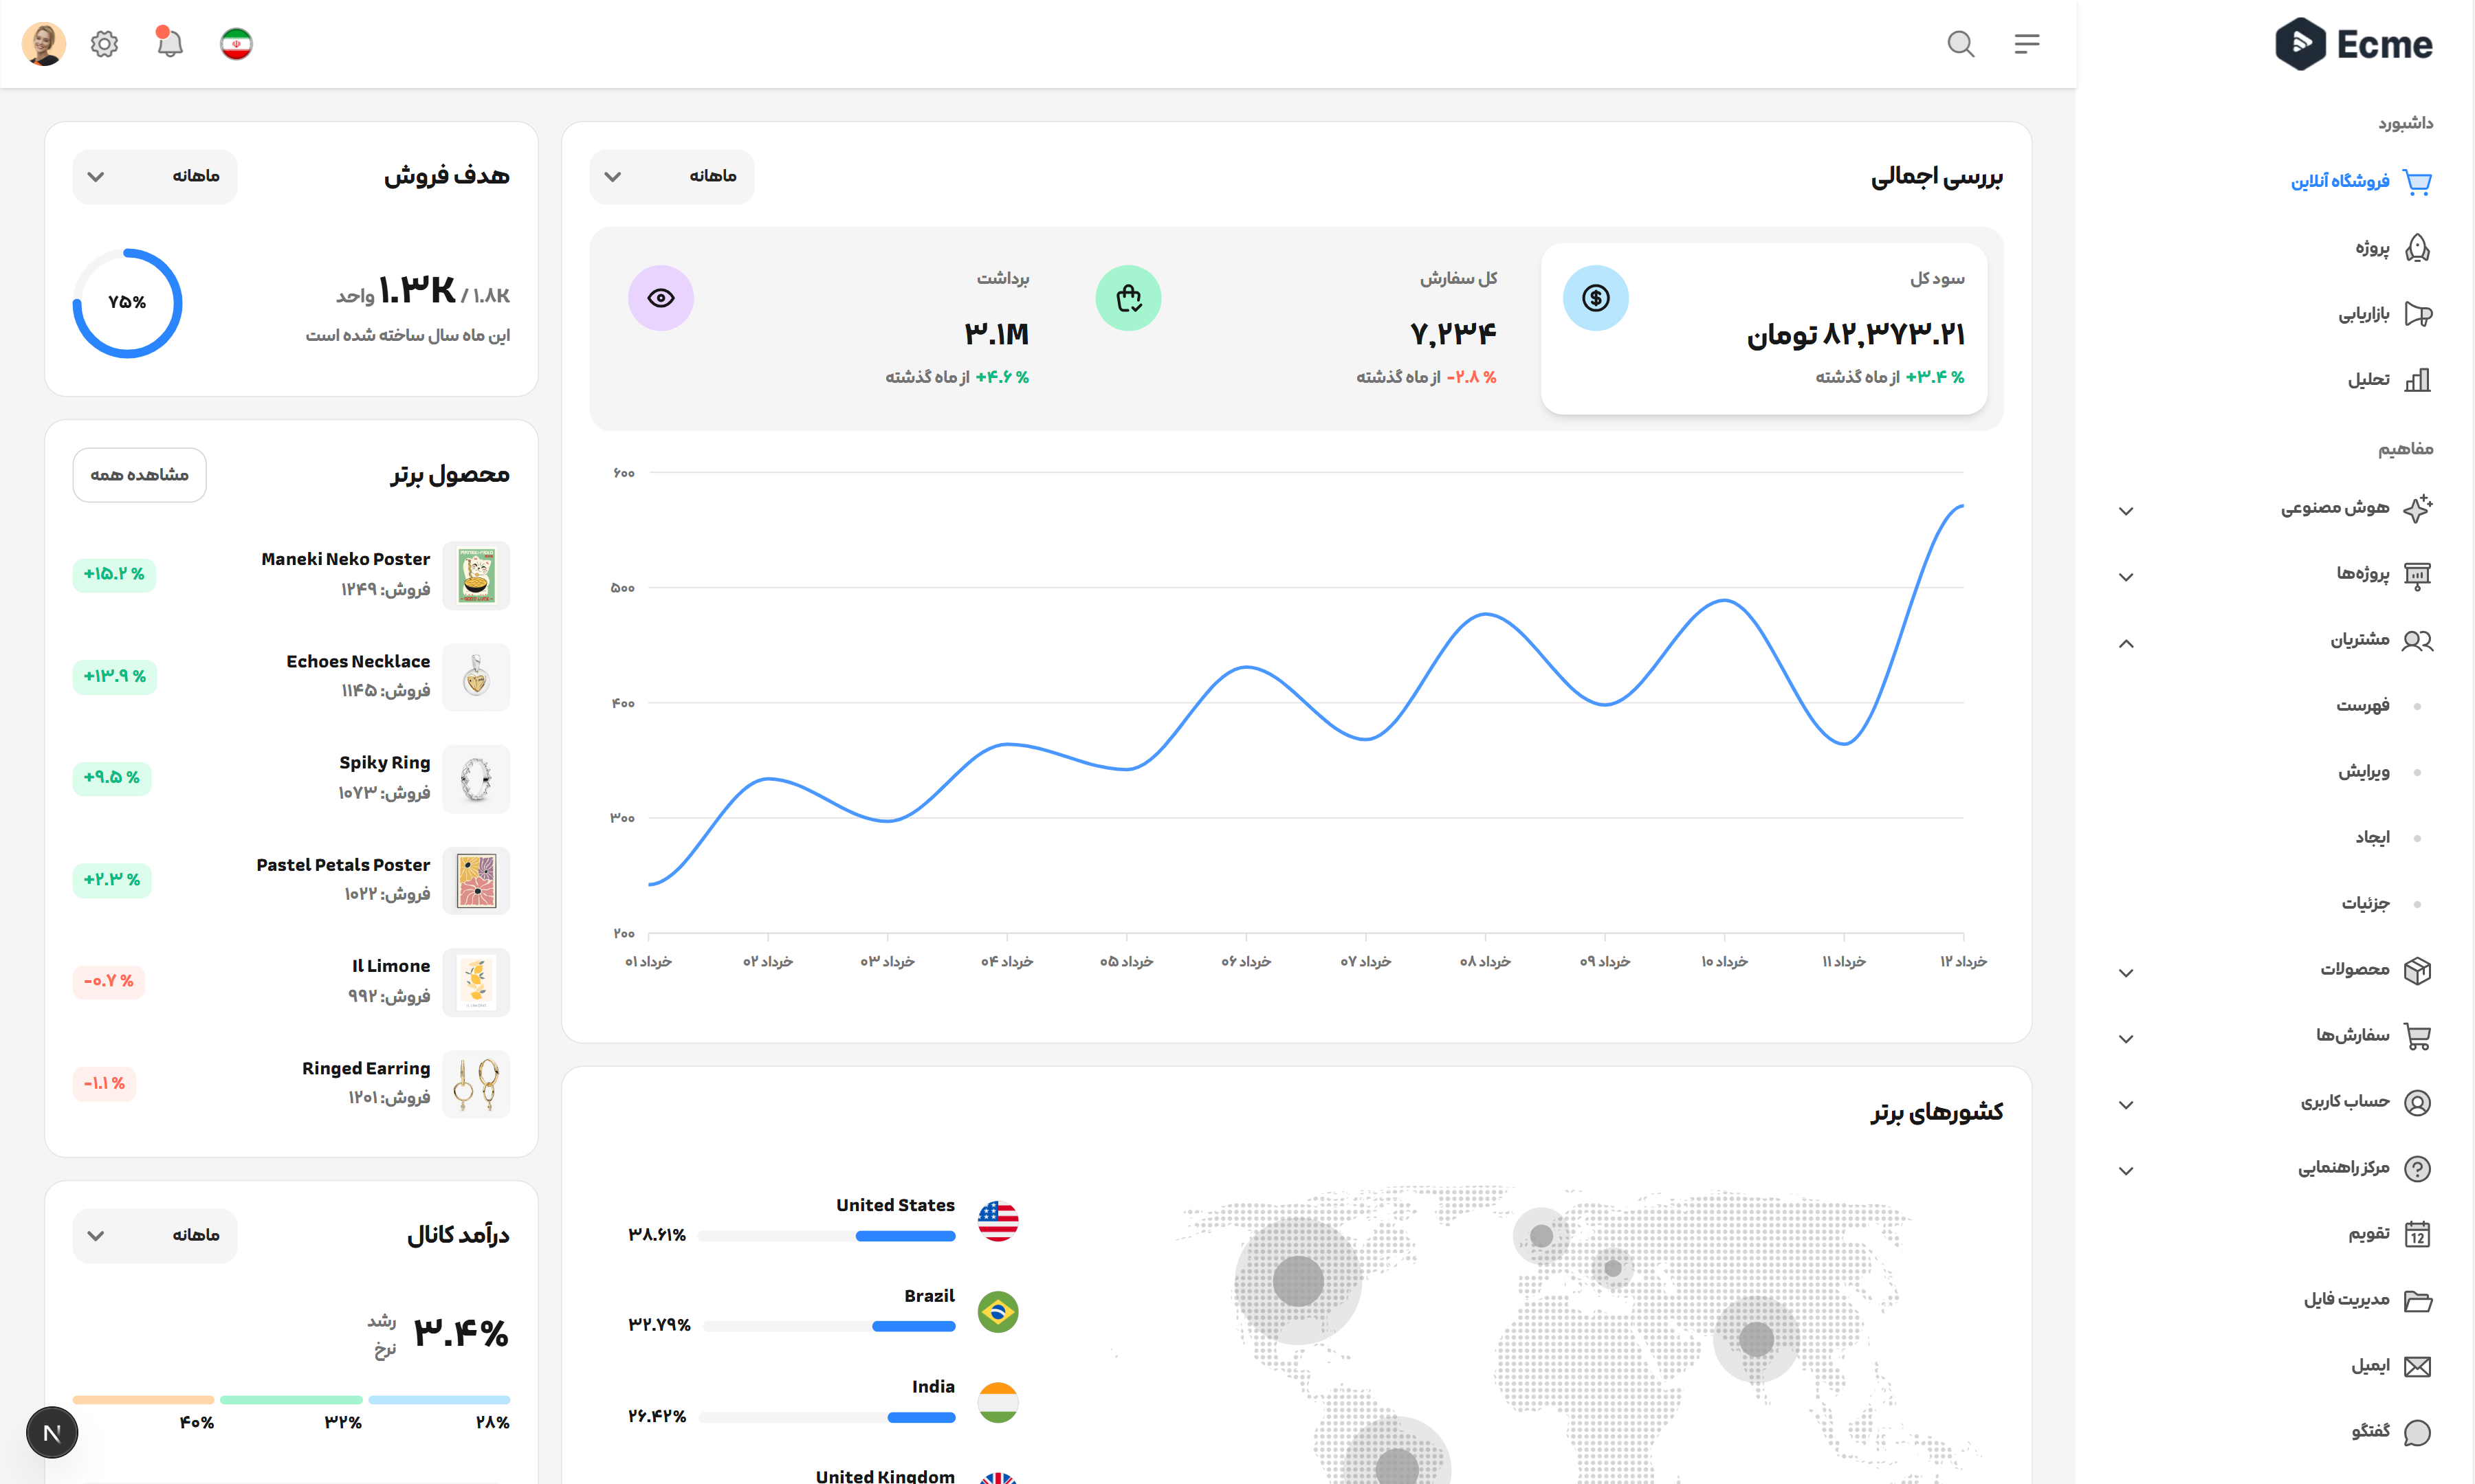 Ecme
داشبورد
فروشگاه آنلاین
پروژه
بازاریابی
تحلیل
مفاهیم
هوش مصنوعی
پروژه‌ها
مشتریان
فهرست
ویرایش
ایجاد
جزئیات
محصولات
سفارش‌ها
حساب کاربری
مرکز راهنمایی
تقویم
مدیریت فایل
ایمیل
گفتگو
بررسی اجمالی
ماهانه
سود کل
۸۲,۳۷۳.۲۱ تومان
+۳.۴ % از ماه گذشته
کل سفارش
۷,۲۳۴
-۲.۸ % از ماه گذشته
برداشت
۳.۱M
+۴.۶ % از ماه گذشته
۶۰۰
۵۰۰
۴۰۰
۳۰۰
۲۰۰
۰۱ خرداد
۰۲ خرداد
۰۳ خرداد
۰۴ خرداد
۰۵ خرداد
۰۶ خرداد
۰۷ خرداد
۰۸ خرداد
۰۹ خرداد
۱۰ خرداد
۱۱ خرداد
۱۲ خرداد
کشورهای برتر
United States
۳۸.۶۱%
Brazil
۳۲.۷۹%
India
۲۶.۴۲%
United Kingdom
هدف فروش
ماهانه
۱.۳K / ۱.۸K واحد
این ماه سال ساخته شده است
۷۵%
محصول برتر
مشاهده همه
Maneki Neko Poster
فروش: ۱۲۴۹
+۱۵.۲ %
Echoes Necklace
فروش: ۱۱۴۵
+۱۳.۹ %
Spiky Ring
فروش: ۱۰۷۳
+۹.۵ %
Pastel Petals Poster
فروش: ۱۰۲۲
+۲.۳ %
Il Limone
فروش: ۹۹۲
-۰.۷ %
Ringed Earring
فروش: ۱۲۰۱
-۱.۱ %
درآمد کانال
ماهانه
۳.۴%
رشد
نرخ
۲۸%
۳۲%
۴۰%
N
12